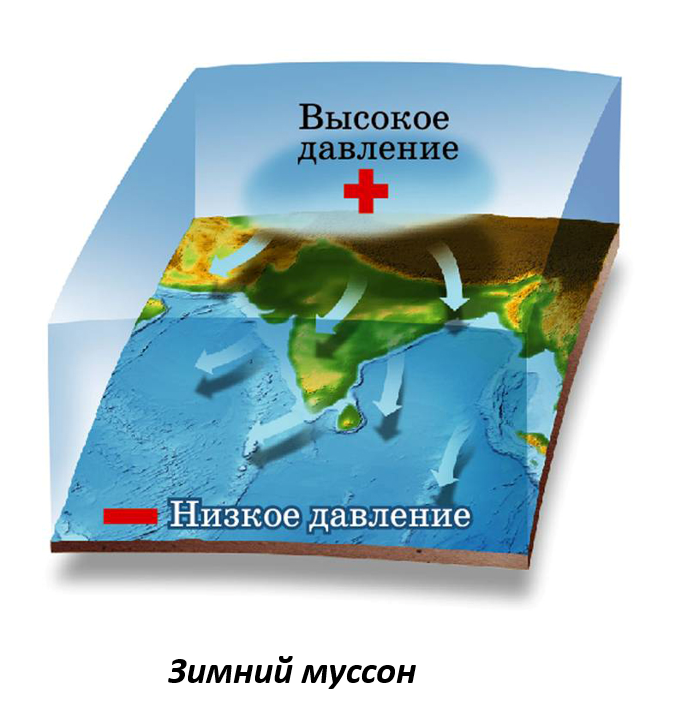 Высокое
давление
Низкое давление
Зимний муссон